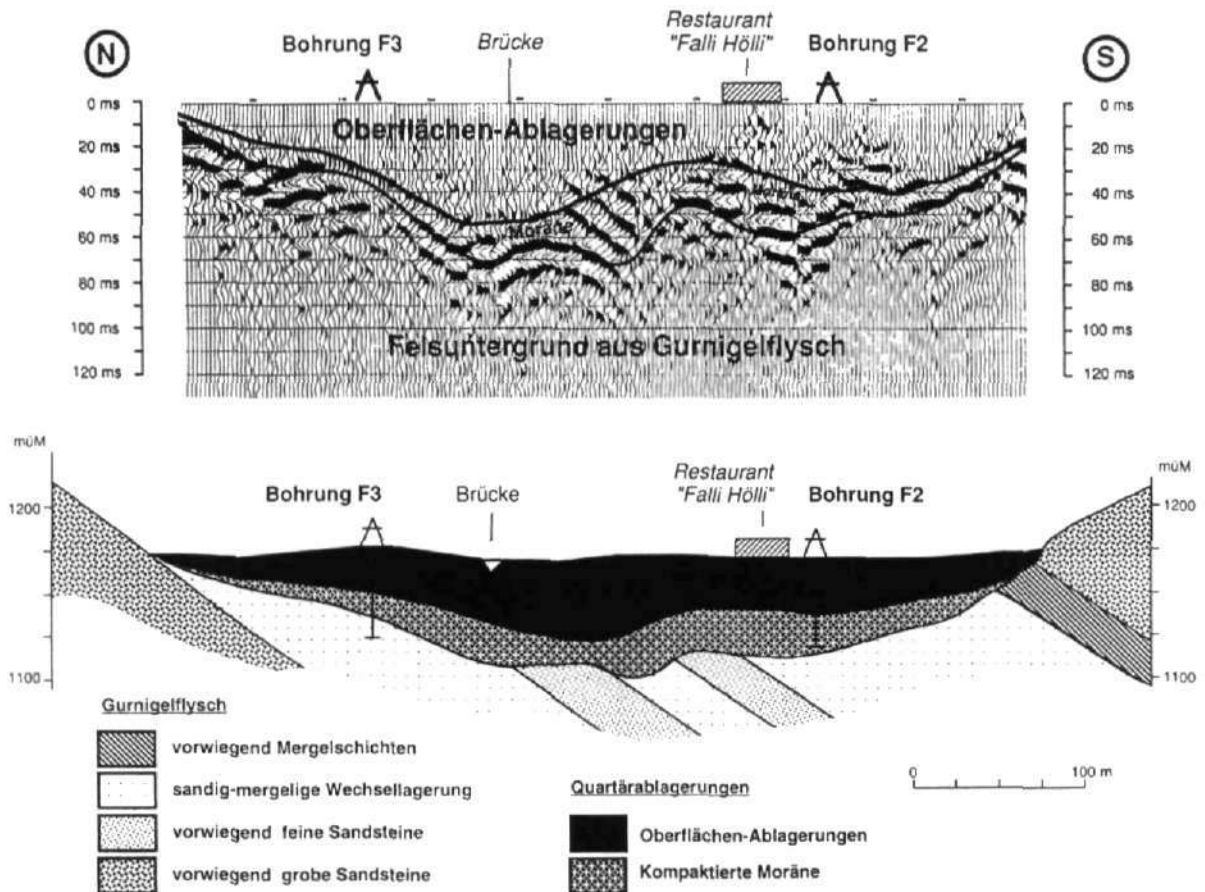 N
Bohrung F3
Brücke
Restaurant
"Falli Hölli"
Bohrung F2
S
0 ms
20 ms
40 ms
60 ms
80 ms
100 ms
120 ms
0 ms
20 ms
40 ms
60 ms
80 ms
100 ms
120 ms
Oberflächen-Ablagerungen
Moräne
Moräne
Felsuntergrund aus Gurnigelflysch
müM
müM
Bohrung F3
Brücke
Restaurant
"Falli Hölli"
Bohrung F2
1200
1200
1100
1100
Gurnigelflysch
vorwiegend Mergelschichten
sandig-mergelige Wechsellagerung
vorwiegend feine Sandsteine
vorwiegend grobe Sandsteine
Quartärablagerungen
Oberflächen-Ablagerungen
Kompaktierte Moräne
0
100 m